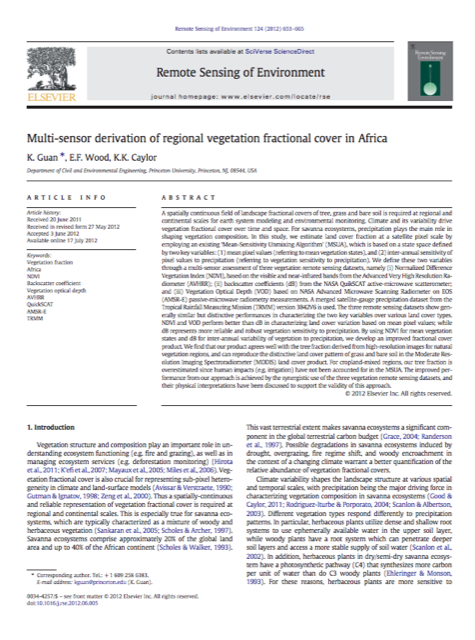 Remote Sensing of Environment 124 (2012) 653–665
Contents lists available at SciVerse ScienceDirect
Remote Sensing of Environment
journal homepage: www.elsevier.com/locate/rse
ELSEVIER
Remote Sensing
Environment
Multi-sensor derivation of regional vegetation fractional cover in Africa
K. Guan *, E.F. Wood, K.K. Caylor
Department of Civil and Environmental Engineering, Princeton University, Princeton, NJ, 08544, USA
ARTICLE INFO
Article history:
Received 20 June 2011
Received in revised form 27 May 2012
Accepted 3 June 2012
Available online 17 July 2012
Keywords:
Vegetation fraction
Africa
NDVI
Backscatter coefficient
Vegetation optical depth
AVHRR
QuikSCAT
AMSR-E
TRMM
ABSTRACT
A spatially continuous field of landscape fractional covers of tree, grass and bare soil is required at regional and
continental scales for earth system modeling and environmental monitoring. Climate and its variability drive
vegetation fractional cover over time and space. For savanna ecosystems, precipitation plays the main role in
shaping vegetation composition. In this study, we estimate land cover fraction at a satellite pixel scale by
employing an existing 'Mean-Sensitivity Unmixing Algorithm' (MSUA), which is based on a state space defined
by two key variables: (1) mean pixel values (referring to mean vegetation states), and (2) inter-annual sensitivity of
pixel values to precipitation (referring to vegetation sensitivity to precipitation). We define these two variables
through a multi-sensor assessment of three vegetation remote sensing datasets, namely (i) Normalized Difference
Vegetation Index (NDVI), based on the visible and near-infrared bands from the Advanced Very High Resolution Ra-
diometer (AVHRR); (ii) backscatter coefficients (dB) from the NASA QuikSCAT active-microwave scatterometer;
and (iii) Vegetation Optical Depth (VOD) based on NASA Advanced Microwave Scanning Radiometer on EOS
(AMSR-E) passive-microwave radiometry measurements. A merged satellite-gauge precipitation dataset from the
Tropical Rainfall Measuring Mission (TRMM) version 3B42V6 is used. The three remote sensing datasets show gen-
erally similar but distinctive performances in characterizing the two key variables over various land cover types.
NDVI and VOD perform better than dB in characterizing land cover variation based on mean pixel values; while
dB represents more reliable and robust vegetation sensitivity to precipitation. By using NDVI for mean vegetation
states and dB for inter-annual variability of vegetation to precipitation, we develop an improved fractional cover
product. We find that our product agrees well with the tree fraction derived from high-resolution images for natural
vegetation regions, and can reproduce the distinctive land cover pattern of grass and bare soil in the Moderate Res-
olution Imaging Spectroradiometer (MODIS) land cover product. For cropland-mixed regions, our tree fraction is
overestimated since human impacts (e.g. irrigation) have not been accounted for in the MSUA. The improved per-
formance from our approach is achieved by the synergistic use of the three vegetation remote sensing datasets, and
their physical interpretations have been discussed to support the validity of this approach.
© 2012 Elsevier Inc. All rights reserved.
1. Introduction
Vegetation structure and composition play an important role in un-
derstanding ecosystem functioning (e.g. fire and grazing), as well as in
managing ecosystem services (e.g. deforestation monitoring) (Hirota
et al., 2011; K'efi et al., 2007; Mayaux et al., 2005; Miles et al., 2006). Veg-
etation fractional cover is also crucial for representing sub-pixel hetero-
geneity in climate and land-surface models (Avissar & Verstraete, 1990;
Gutman & Ignatov, 1998; Zeng et al., 2000). Thus a spatially-continuous
and reliable representation of vegetation fractional cover is required at
regional and continental scales. This is especially true for savanna eco-
systems, which are typically characterized as a mixture of woody and
herbaceous vegetation (Sankaran et al., 2005; Scholes & Archer, 1997).
Savanna ecosystems comprise approximately 20% of the global land
area and up to 40% of the African continent (Scholes & Walker, 1993).
This vast terrestrial extent makes savanna ecosystems a significant com-
ponent in the global terrestrial carbon budget (Grace, 2004; Randerson
et al., 1997). Possible degradations in savanna ecosystems induced by
drought, overgrazing, fire regime shift, and woody encroachment in
the context of a changing climate warrant a better quantification of the
relative abundance of vegetation fractional covers.
Climate variability shapes the landscape structure at various spatial
and temporal scales, with precipitation being the major driving force in
characterizing vegetation composition in savanna ecosystems (Good &
Caylor, 2011; Rodriguez-Iturbe & Porporato, 2004; Scanlon & Albertson,
2003). Different vegetation types respond differently to precipitation
patterns. In particular, herbaceous plants utilize dense and shallow root
systems to use ephemerally available water in the upper soil layer,
while woody plants have a root system which can penetrate deeper
soil layers and access a more stable supply of soil water (Scanlon et al.,
2002). In addition, herbaceous plants in dry/semi-dry savanna ecosys-
tem have a photosynthetic pathway (C4) that synthesizes more carbon
per unit of water than do C3 woody plants (Ehleringer & Monson,
1993). For these reasons, herbaceous plants are more sensitive to
* Corresponding author. Tel.: + 1 609 258 6383.
E-mail address: kguan@princeton.edu (K. Guan).
0034-4257/$ – see front matter © 2012 Elsevier Inc. All rights reserved.
doi:10.1016/j.rse.2012.06.005